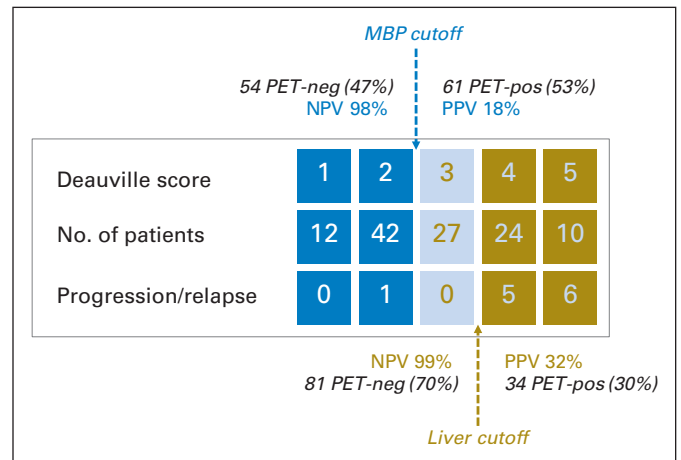 MBP cutoff
54 PET-neg (47%) 61 PET-pos (53%)
NPV 98% PPV 18%
Deauville score 1 2 3 4 5
No. of patients 12 42 27 24 10
Progression/relapse 0 1 0 5 6
NPV 99% PPV 32%
81 PET-neg (70%) 34 PET-pos (30%)
Liver cutoff